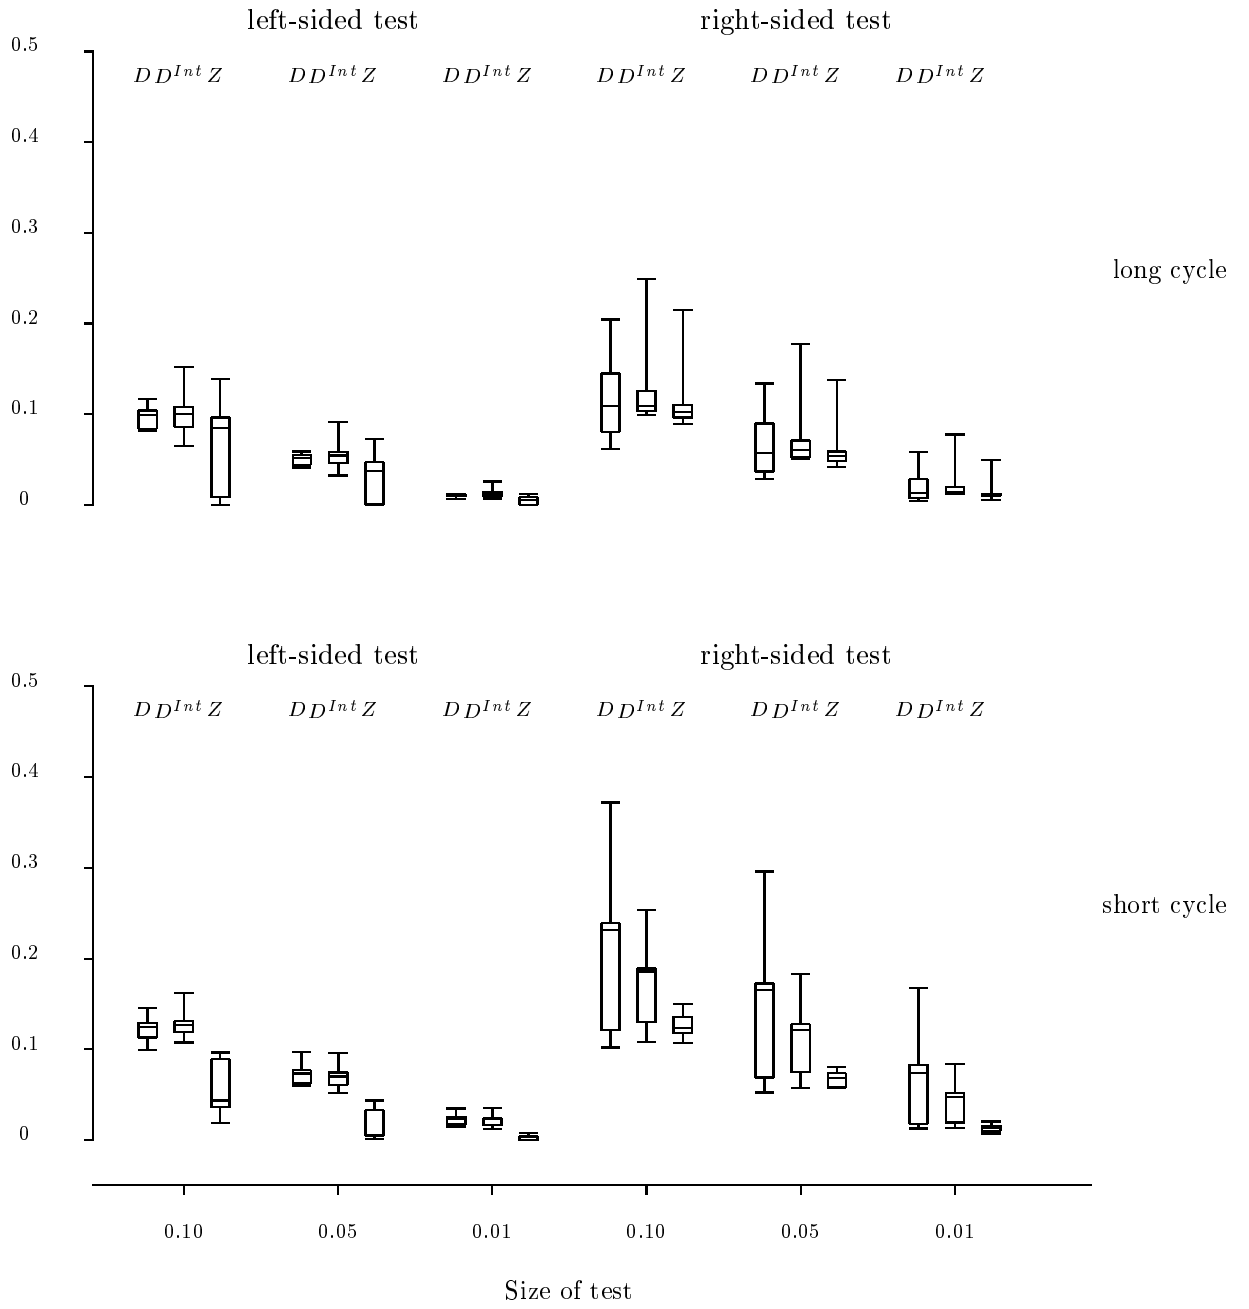 left-sided test right-sided test
0.5
D D^Int Z D D^Int Z D D^Int Z D D^Int Z D D^Int Z D D^Int Z
0.4
0.3
long cycle
0.2
0.1
0
left-sided test right-sided test
0.5
D D^Int Z D D^Int Z D D^Int Z D D^Int Z D D^Int Z D D^Int Z
0.4
0.3
short cycle
0.2
0.1
0
0.10 0.05 0.01 0.10 0.05 0.01
Size of test